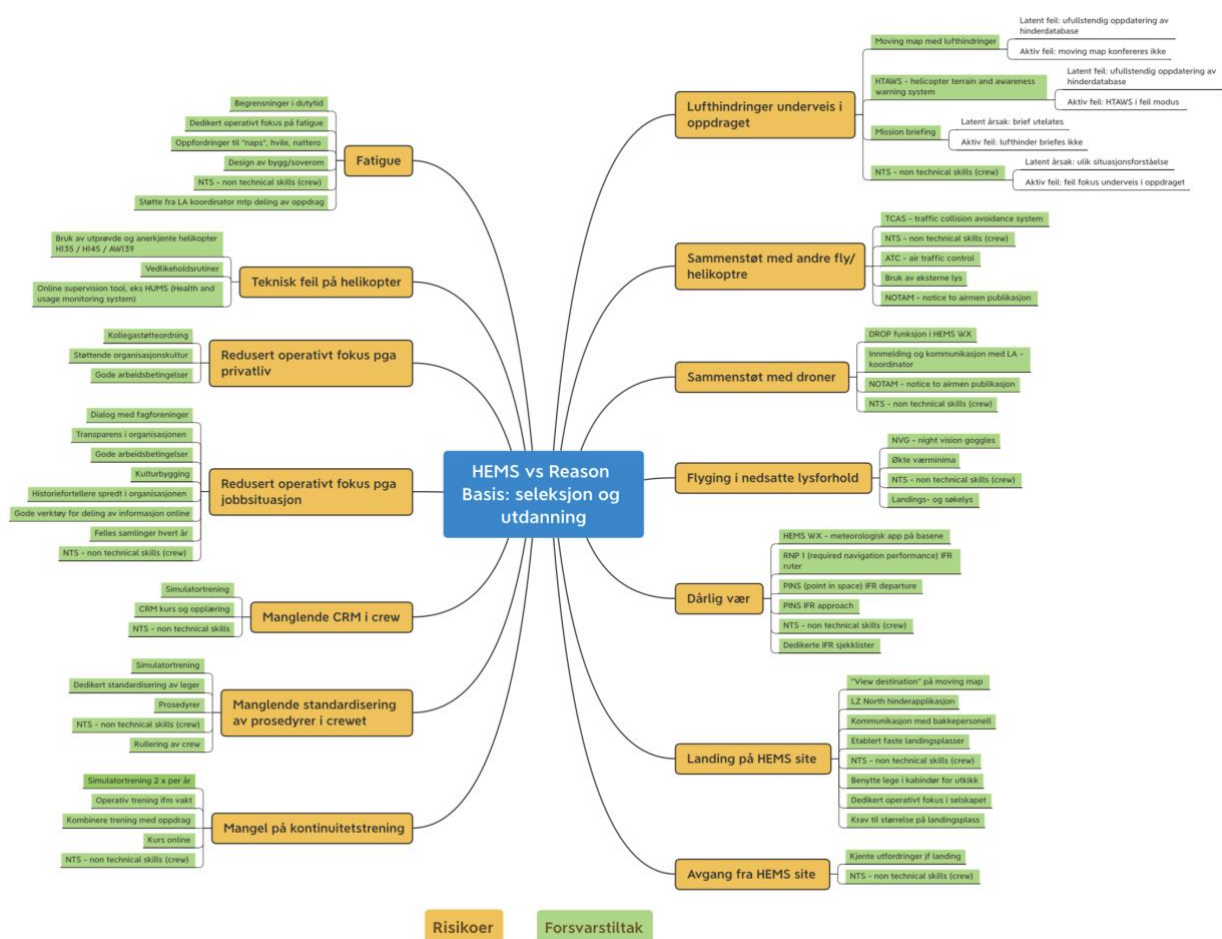 HEMS vs Reason
Basis: seleksjon og
utdanning
Fatigue
Begrensninger i dutytid
Dedikert operativt fokus på fatigue
Oppfordringer til "naps", hvile, nattero
Design av bygg/soverom
NTS - non technical skills (crew)
Støtte fra LA koordinator mtp deling av oppdrag
Teknisk feil på helikopter
Bruk av utprøvde og anerkjente helikopter
H135 / H145 / AW139
Vedlikeholdsrutiner
Online supervision tool, eks HUMS (Health and
usage monitoring system)
Redusert operativt fokus pga
privatliv
Kollegastøtteordning
Støttende organisasjonskultur
Gode arbeidsbetingelser
Redusert operativt fokus pga
jobbsituasjon
Dialog med fagforeninger
Transparens i organisasjonen
Gode arbeidsbetingelser
Kulturbygging
Historiefortellere spredt i organisasjonen
Gode verktøy for deling av informasjon online
Felles samlinger hvert år
NTS - non technical skills (crew)
Manglende CRM i crew
Simulatortrening
CRM kurs og opplæring
NTS - non technical skills
Manglende standardisering
av prosedyrer i crewet
Simulatortrening
Dedikert standardisering av leger
Prosedyrer
NTS - non technical skills (crew)
Rullering av crew
Mangel på kontinuitetstrening
Simulatortrening 2 x per år
Operativ trening ifm vakt
Kombinere trening med oppdrag
Kurs online
NTS - non technical skills (crew)
Lufthindringer underveis i
oppdraget
Moving map med lufthindringer
Latent feil: ufullstendig oppdatering av
hinderdatabase
Aktiv feil: moving map konfereres ikke
HTAWS - helicopter terrain and awareness
warning system
Latent feil: ufullstendig oppdatering av
hinderdatabase
Aktiv feil: HTAWS i feil modus
Mission briefing
Latent årsak: brief utelates
Aktiv feil: lufthinder briefes ikke
NTS - non technical skills (crew)
Latent årsak: ulik situasjonsforståelse
Aktiv feil: feil fokus underveis i oppdraget
Sammenstøt med andre fly/
helikoptre
TCAS - traffic collision avoidance system
NTS - non technical skills (crew)
ATC - air traffic control
Bruk av eksterne lys
NOTAM - notice to airmen publikasjon
Sammenstøt med droner
DROP funksjon i HEMS WX
Innmelding og kommunikasjon med LA -
koordinator
NOTAM - notice to airmen publikasjon
NTS - non technical skills (crew)
Flyging i nedsatte lysforhold
NVG - night vision goggles
Økte værminima
NTS - non technical skills (crew)
Landings- og søkelys
Dårlig vær
HEMS WX - meteorologisk app på basene
RNP 1 (required navigation performance) IFR
ruter
PINS (point in space) IFR departure
PINS IFR approach
NTS - non technical skills (crew)
Dedikerte IFR sjekklister
Landing på HEMS site
"View destination" på moving map
LZ North hinderapplikasjon
Kommunikasjon med bakkepersonell
Etablert faste landingsplasser
NTS - non technical skills (crew)
Benytte lege i kabindør for utkikk
Dedikert operativt fokus i selskapet
Krav til størrelse på landingsplass
Avgang fra HEMS site
Kjente utfordringer jf landing
NTS - non technical skills (crew)
Risikoer
Forsvarstiltak